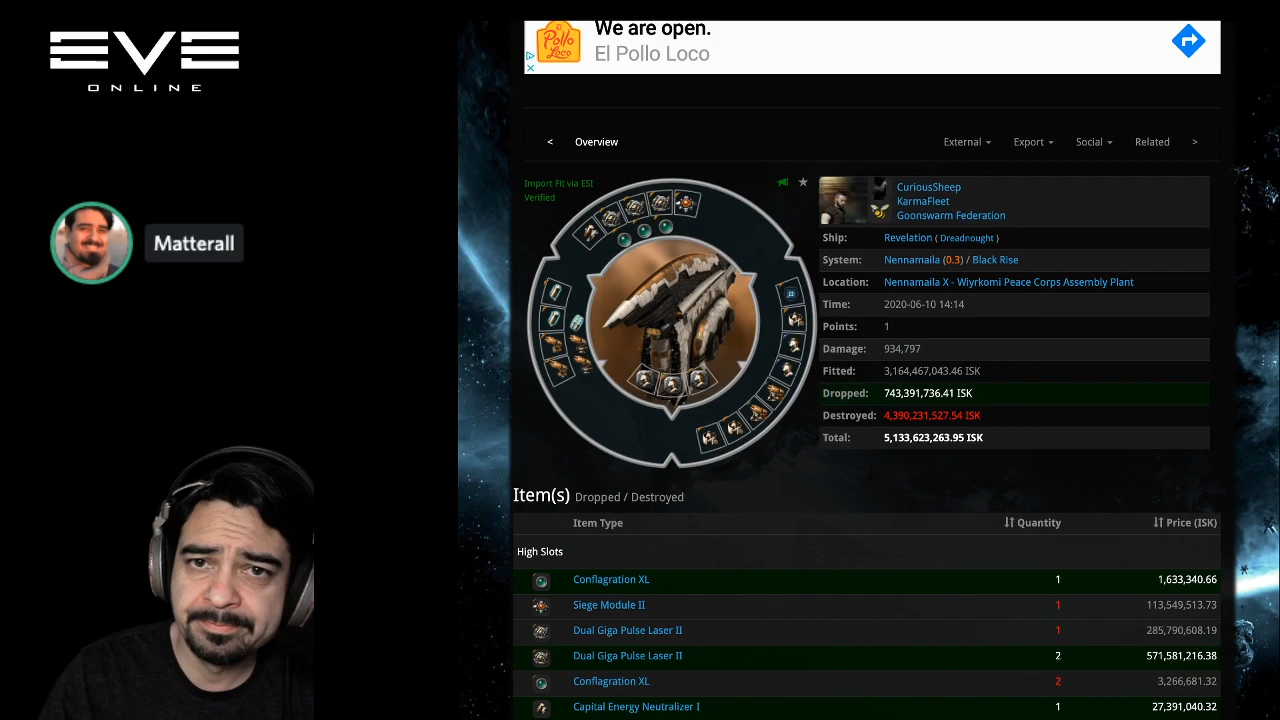 EVE
ONLINE
Matterall
We are open.
El Pollo Loco
El Pollo Loco
< Overview External Export Social Related >
Import Fit via ESI
Verified
CuriousSheep
KarmaFleet
Goonswarm Federation
Ship: Revelation ( Dreadnought )
System: Nennamaila (0.3) / Black Rise
Location: Nennamaila X - Wiyrkomi Peace Corps Assembly Plant
Time: 2020-06-10 14:14
Points: 1
Damage: 934,797
Fitted: 3,164,467,043.46 ISK
Dropped: 743,391,736.41 ISK
Destroyed: 4,390,231,527.54 ISK
Total: 5,133,623,263.95 ISK
Item(s) Dropped / Destroyed
Item Type Quantity Price (ISK)
High Slots
Conflagration XL 1 1,633,340.66
Siege Module II 1 113,549,513.73
Dual Giga Pulse Laser II 1 285,790,608.19
Dual Giga Pulse Laser II 2 571,581,216.38
Conflagration XL 2 3,266,681.32
Capital Energy Neutralizer I 1 27,391,040.32